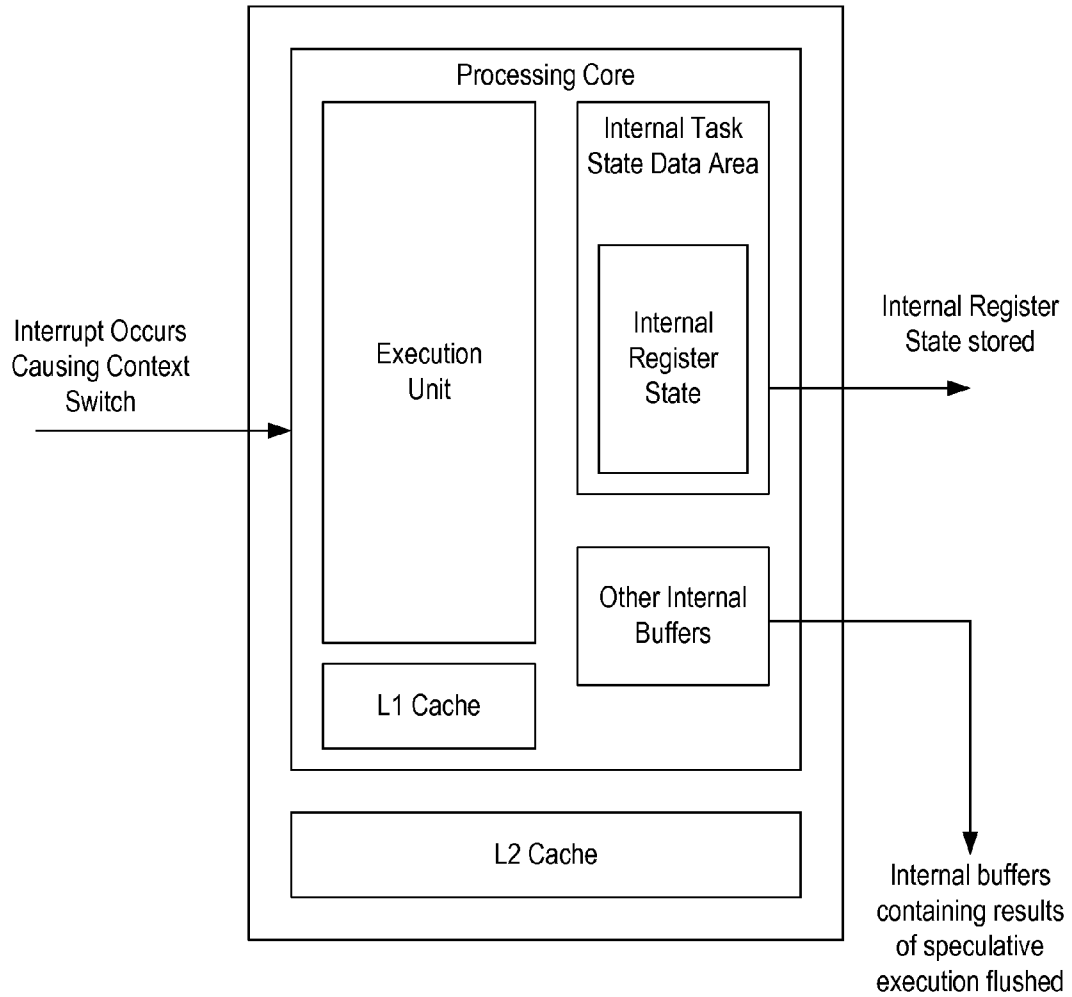 Processing Core
Internal Task
State Data Area
Internal Register
State stored
Interrupt Occurs
Causing Context
Switch
Execution
Unit
Internal
Register
State
Other Internal
Buffers
L1 Cache
L2 Cache
Internal buffers
containing results
of speculative
execution flushed